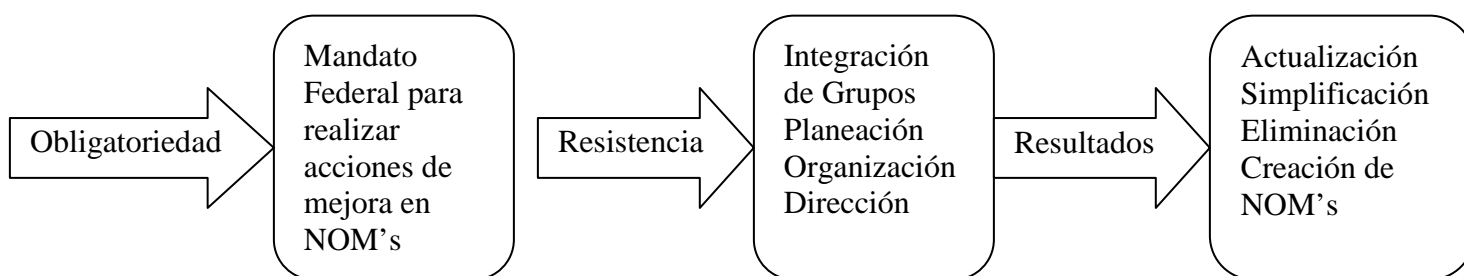 Obligatoriedad
Mandato
Federal para
realizar
acciones de
mejora en
NOM’s
Resistencia
Integración
de Grupos
Planeación
Organización
Dirección
Resultados
Actualización
Simplificación
Eliminación
Creación de
NOM’s